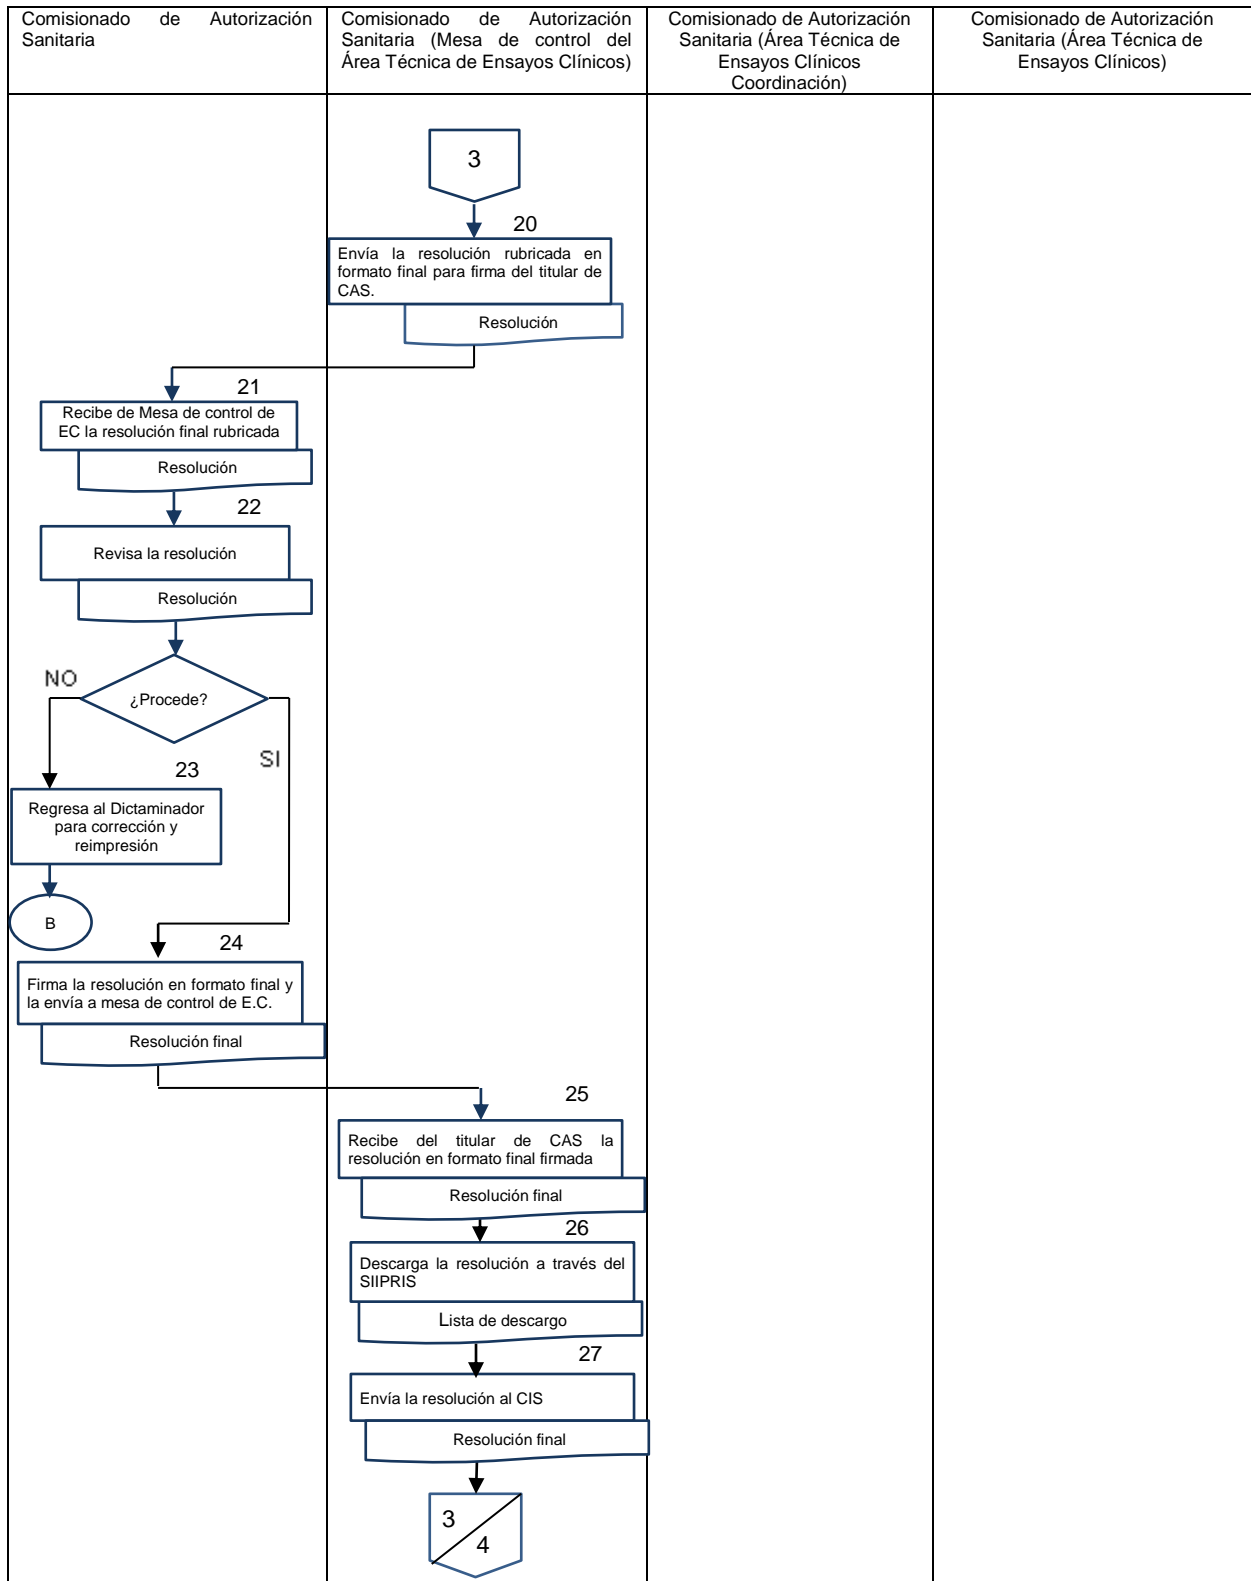 Comisionado de Autorización
Sanitaria
Comisionado de Autorización
Sanitaria (Mesa de control del
Área Técnica de Ensayos Clínicos)
Comisionado de Autorización
Sanitaria (Área Técnica de
Ensayos Clínicos
Coordinación)
Comisionado de Autorización
Sanitaria (Área Técnica de
Ensayos Clínicos)
3
20
Envía la resolución rubricada en
formato final para firma del titular de
CAS.
Resolución
21
Recibe de Mesa de control de
EC la resolución final rubricada
Resolución
22
Revisa la resolución
Resolución
¿Procede?
NO
SI
23
Regresa al Dictaminador
para corrección y
reimpresión
B
24
Firma la resolución en formato final y
la envía a mesa de control de E.C.
Resolución final
25
Recibe del titular de CAS la
resolución en formato final firmada
Resolución final
26
Descarga la resolución a través del
SIIPRIS
Lista de descargo
27
Envía la resolución al CIS
Resolución final
3
4